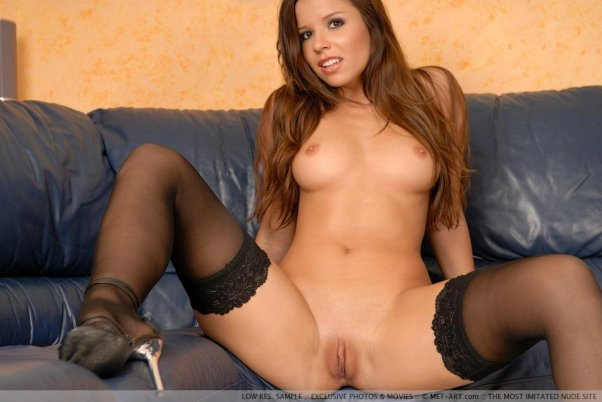 LOW RES. SAMPLE :: EXCLUSIVE PHOTOS & MOVIES :: © MET-ART.COM :: THE MOST IMITATED NUDE SITE